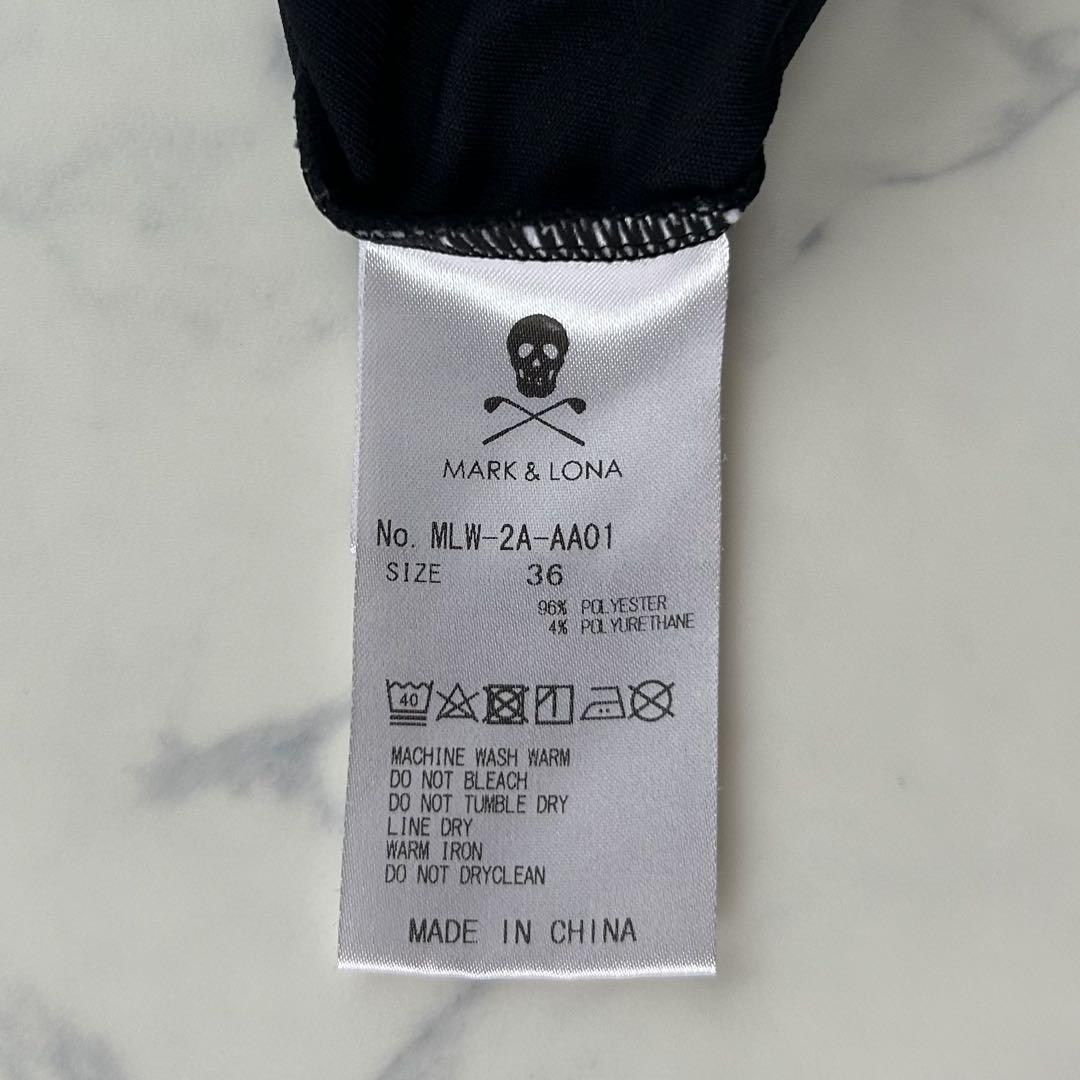 MARK & LONA
No. MLW-2A-AA01
SIZE 36
96% POLYESTER
4% POLYURETHANE
40
MACHINE WASH WARM
DO NOT BLEACH
DO NOT TUMBLE DRY
LINE DRY
WARM IRON
DO NOT DRYCLEAN
MADE IN CHINA